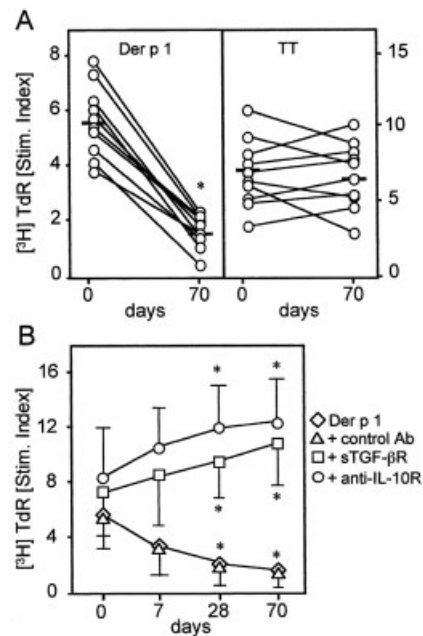 A
Der p 1
TT
[³H] TdR [Stim. Index]
8
6
4
2
0
15
10
5
0
0
70
0
70
days
days
*
B
[³H] TdR [Stim. Index]
16
12
8
4
0
* *
* *
* *
0
7
28
70
days
Der p 1
+ control Ab
+ sTGF-βR
+ anti-IL-10R